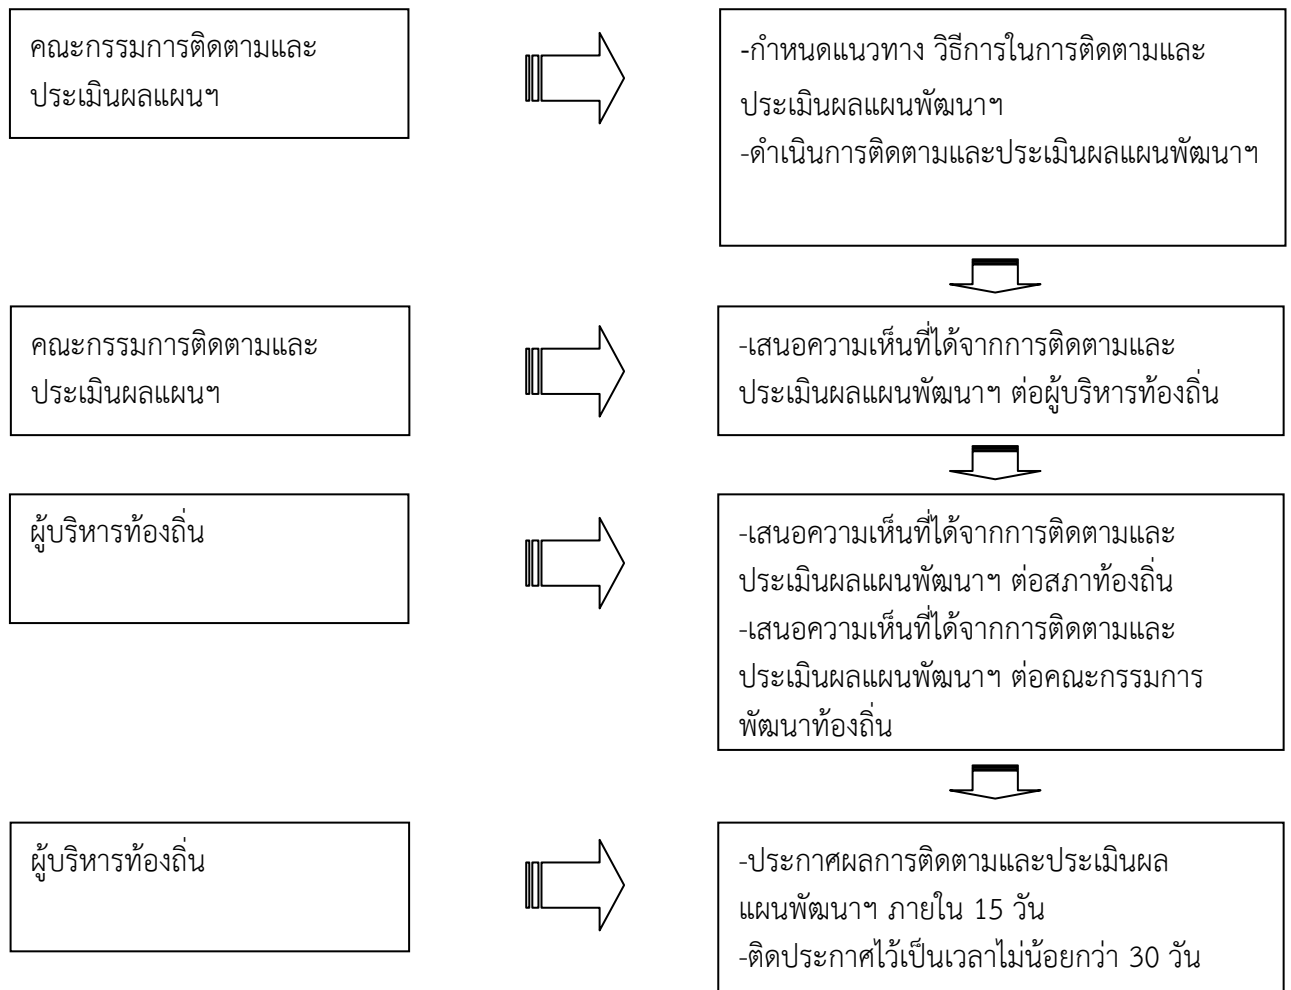 คณะกรรมการติดตามและ
ประเมินผลแผนฯ
-กำหนดแนวทาง วิธีการในการติดตามและ
ประเมินผลแผนพัฒนาฯ
-ดำเนินการติดตามและประเมินผลแผนพัฒนาฯ
คณะกรรมการติดตามและ
ประเมินผลแผนฯ
-เสนอความเห็นที่ได้จากการติดตามและ
ประเมินผลแผนพัฒนาฯ ต่อผู้บริหารท้องถิ่น
ผู้บริหารท้องถิ่น
-เสนอความเห็นที่ได้จากการติดตามและ
ประเมินผลแผนพัฒนาฯ ต่อสภาท้องถิ่น
-เสนอความเห็นที่ได้จากการติดตามและ
ประเมินผลแผนพัฒนาฯ ต่อคณะกรรมการ
พัฒนาท้องถิ่น
ผู้บริหารท้องถิ่น
-ประกาศผลการติดตามและประเมินผล
แผนพัฒนาฯ ภายใน 15 วัน
-ติดประกาศไว้เป็นเวลาไม่น้อยกว่า 30 วัน